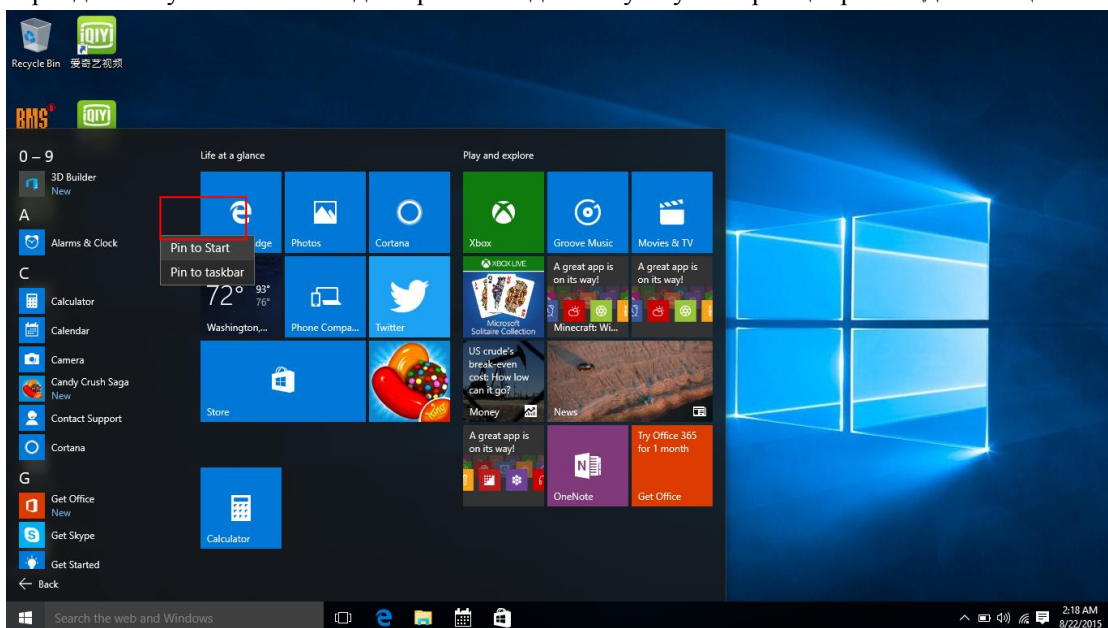 Recycle Bin
爱奇艺视频
QIYI
BMS
QIYI
0 – 9
3D Builder
New
A
Alarms & Clock
C
Calculator
Calendar
Camera
Candy Crush Saga
New
Contact Support
Cortana
G
Get Office
New
Get Skype
Get Started
Back
Pin to Start
Pin to taskbar
Life at a glance
dge
Photos
Cortana
72° 93°
76°
Washington,...
Phone Compa...
Twitter
Store
King
Calculator
Play and explore
Xbox
Groove Music
Movies & TV
XBOX LIVE
Microsoft
Solitaire Collection
A great app is
on its way!
Minecraft: Wi...
A great app is
on its way!
US crude's
break-even
cost: How low
can it go?
Money
News
A great app is
on its way!
OneNote
Try Office 365
for 1 month
Get Office
Search the web and Windows
2:18 AM
8/22/2015